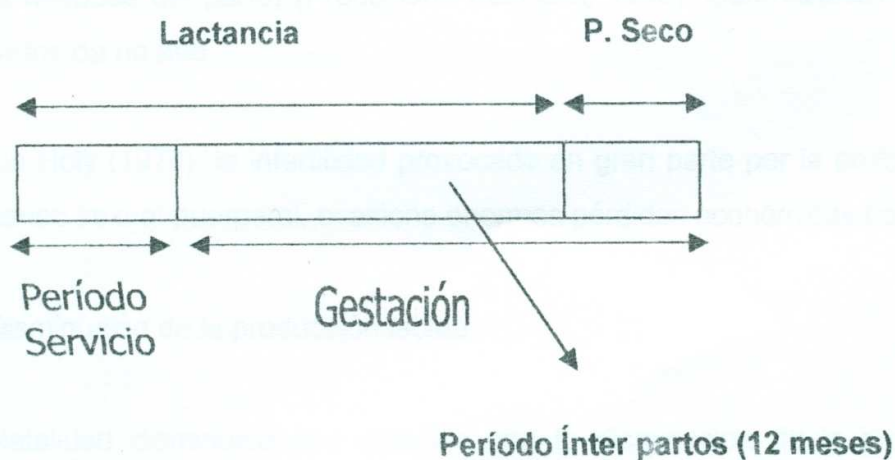 Lactancia P. Seco
Período
Servicio
Gestación
Período Ínter partos (12 meses)